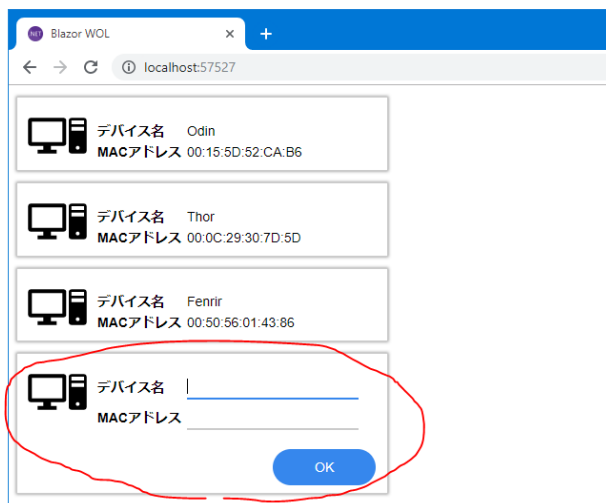 NET Blazor WOL
localhost:57527
デバイス名 Odin
MACアドレス 00:15:5D:52:CA:B6
デバイス名 Thor
MACアドレス 00:0C:29:30:7D:5D
デバイス名 Fenrir
MACアドレス 00:50:56:01:43:86
デバイス名
MACアドレス
OK